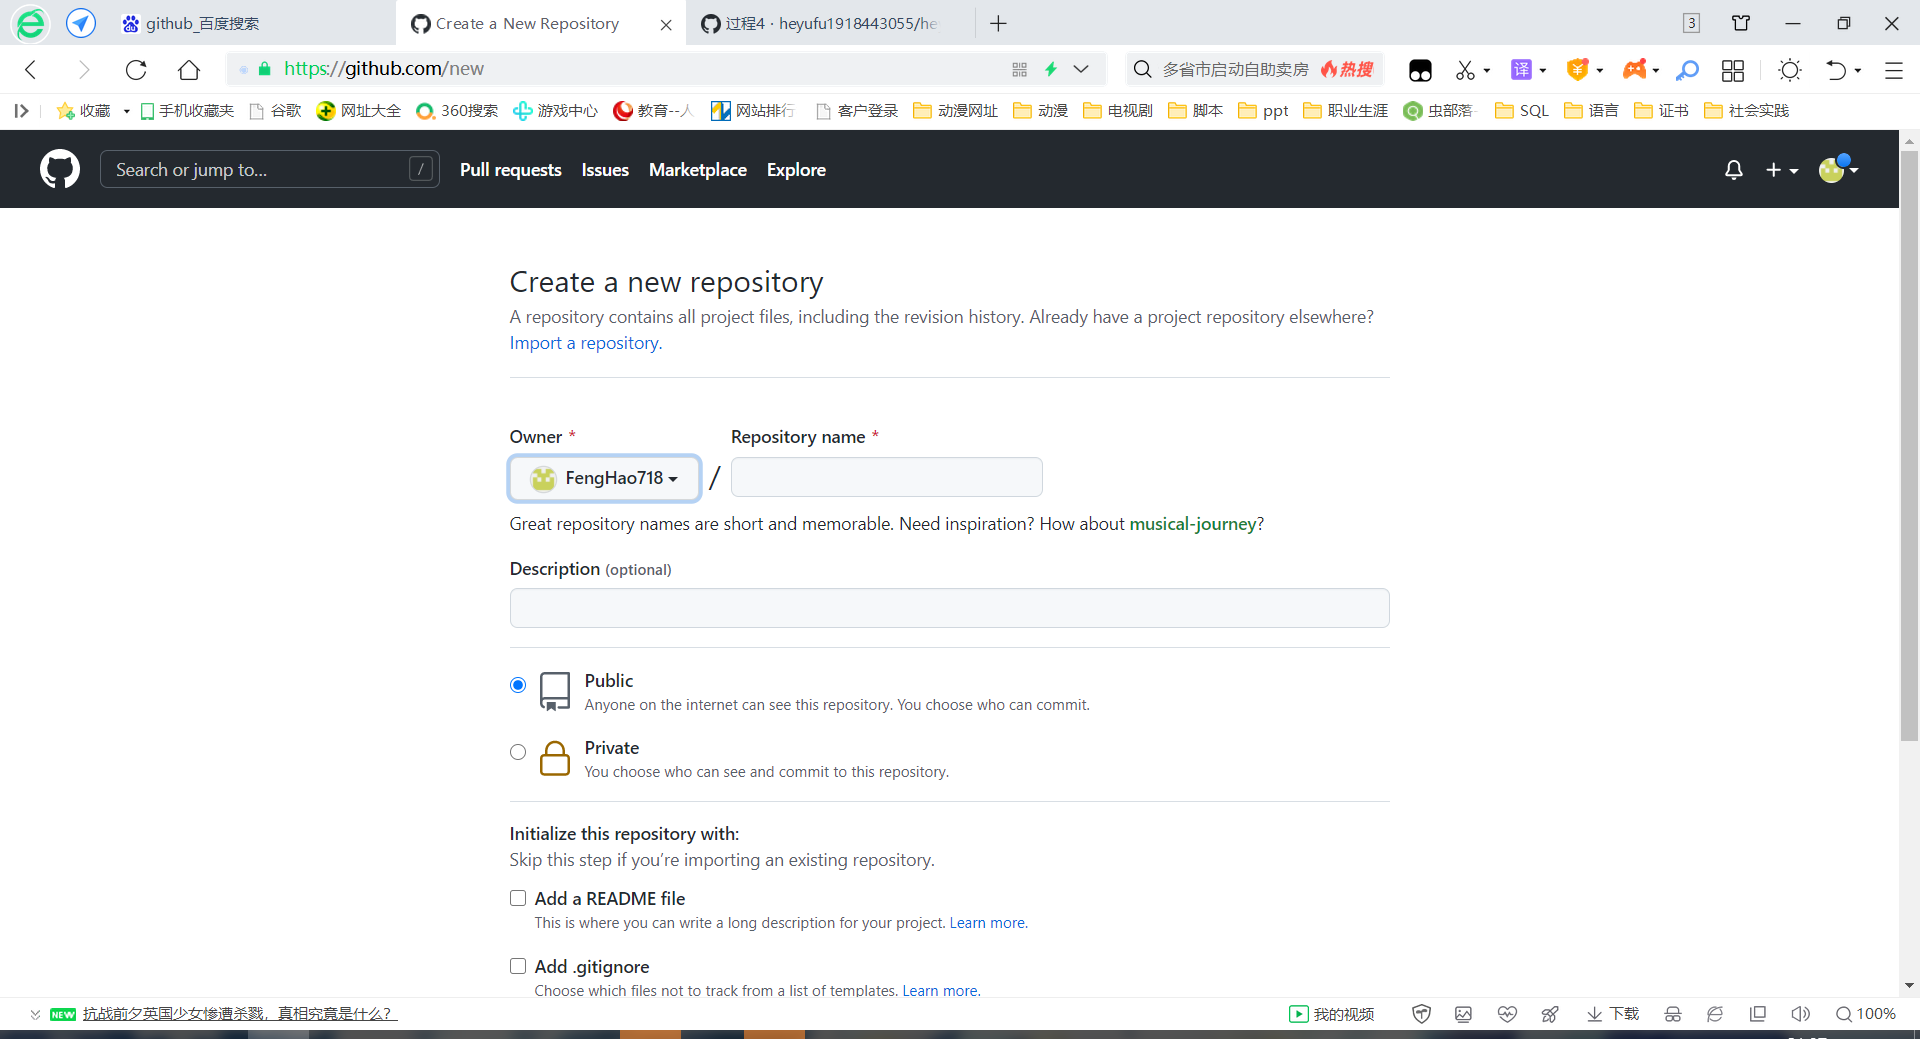 github_百度搜索
Create a New Repository
过程4 · heyufu1918443055/he
3
https://github.com/new
多省市启动自助卖房 热搜
译
收藏 手机收藏夹 谷歌 网址大全 360搜索 游戏中心 教育--人 网站排行 客户登录 动漫网址 动漫 电视剧 脚本 ppt 职业生涯 虫部落- SQL 语言 证书 社会实践
Search or jump to... /
Pull requests Issues Marketplace Explore
Create a new repository
A repository contains all project files, including the revision history. Already have a project repository elsewhere?
Import a repository.
Owner * Repository name *
FengHao718 /
Great repository names are short and memorable. Need inspiration? How about musical-journey?
Description (optional)
Public
Anyone on the internet can see this repository. You choose who can commit.
Private
You choose who can see and commit to this repository.
Initialize this repository with:
Skip this step if you’re importing an existing repository.
Add a README file
This is where you can write a long description for your project. Learn more.
Add .gitignore
Choose which files not to track from a list of templates. Learn more.
NEW 抗战前夕英国少女惨遭杀戮，真相究竟是什么？
我的视频 下载 100%